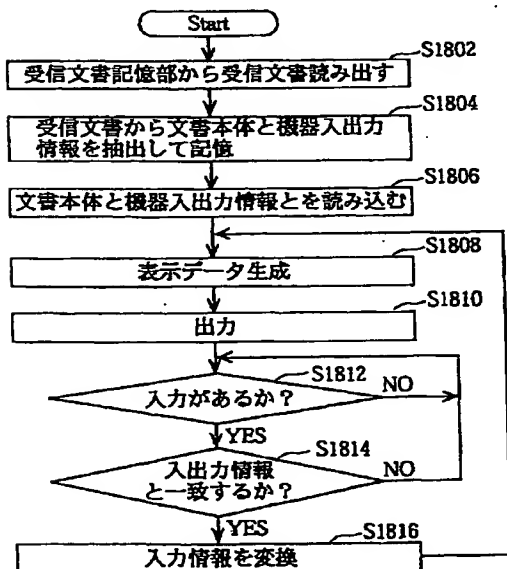 Start
S1802
受信文書記憶部から受信文書読み出す
S1804
受信文書から文書本体と機器入出力
情報を抽出して記憶
S1806
文書本体と機器入出力情報とを読み込む
S1808
表示データ生成
S1810
出力
S1812
入力があるか?
NO
YES
S1814
入出力情報
と一致するか?
NO
YES
S1816
入力情報を変換